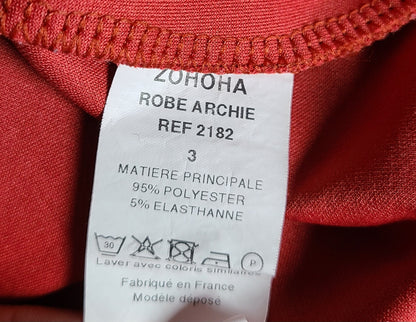 ZOHOHA
ROBE ARCHIE
REF 2182
3
MATIERE PRINCIPALE
95% POLYESTER
5% ELASTHANNE
30 P
Laver avec coloris similaires
Fabriqué en France
Modèle déposé